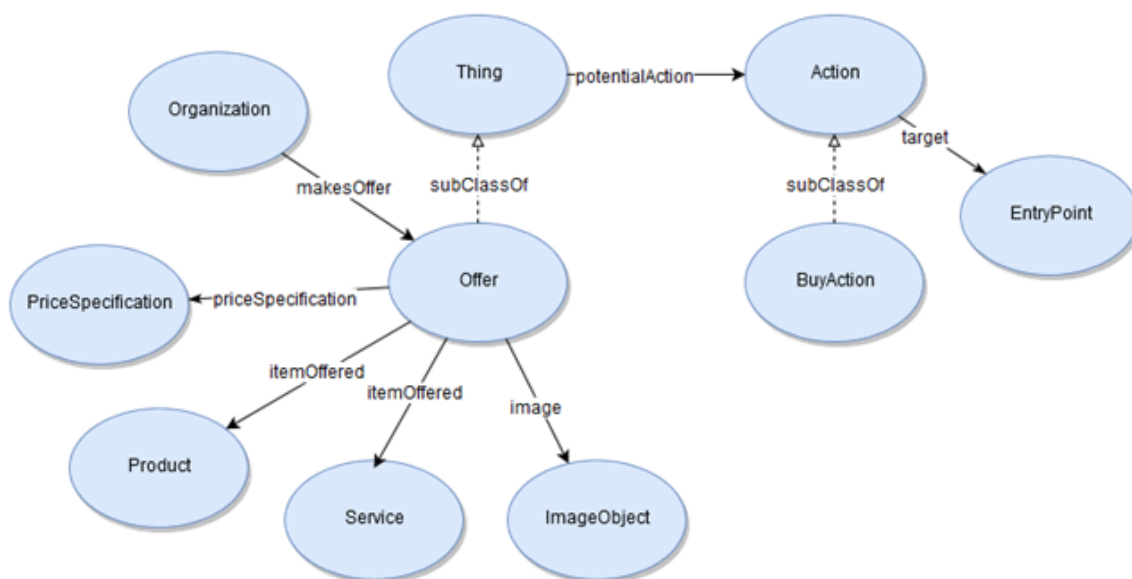 Thing
potentialAction
Action
Organization
target
makesOffer
subClassOf
subClassOf
EntryPoint
Offer
BuyAction
PriceSpecification
priceSpecification
itemOffered
itemOffered
image
Product
Service
ImageObject